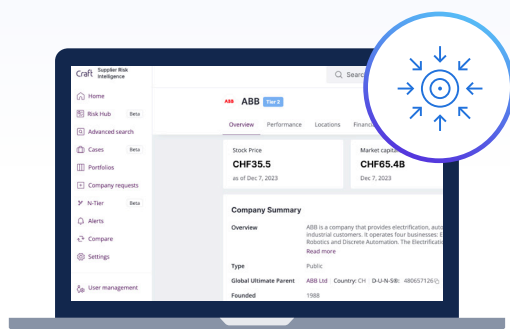 Craft Supplier Risk
Intelligence
Search
Home
Risk Hub Beta
Advanced search
Cases Beta
Portfolios
Company requests
N-Tier Beta
Alerts
Compare
Settings
User management
ABB ABB Tier 2
Overview Performance Locations
Stock Price
CHF35.5
as of Dec 7, 2023
Market
CHF65.4B
Dec 7, 2023
Company Summary
Overview
ABB is a company that provides electrification,
industrial customers. It operates four businesses:
Robotics and Discrete Automation. The
Read more
Type Public
Global Ultimate Parent ABB Ltd Country: CH D-U-N-S®: 480657126
Founded 1988